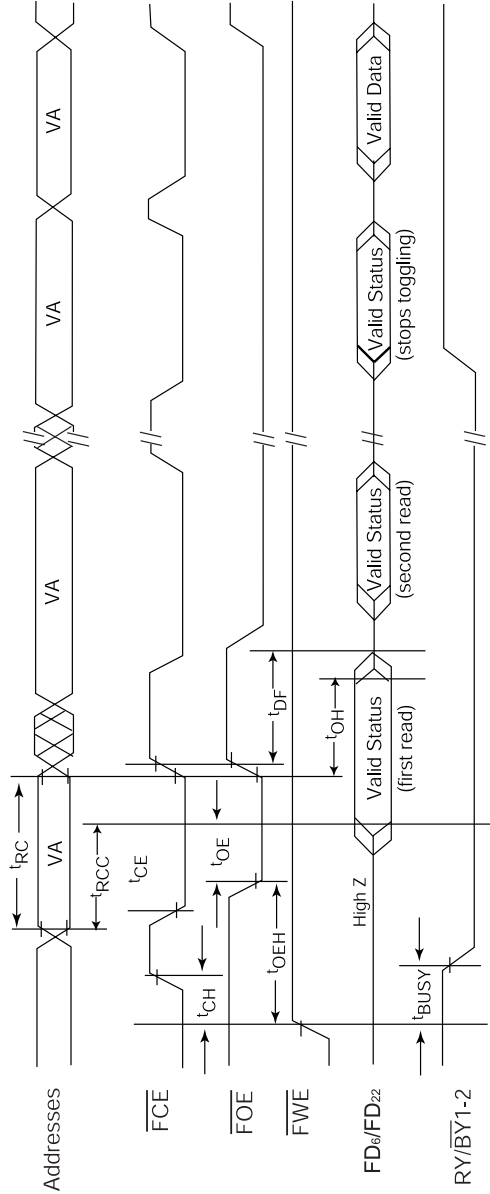 Addresses
VA
VA
VA
VA
tRC
tRCC
FCE
tCH
tCE
FOE
tOEH
tOE
tDF
FWE
tOH
FD6/FD22
High Z
Valid Status
(first read)
Valid Status
(second read)
Valid Status
(stops toggling)
Valid Data
RY/BY1-2
tBUSY